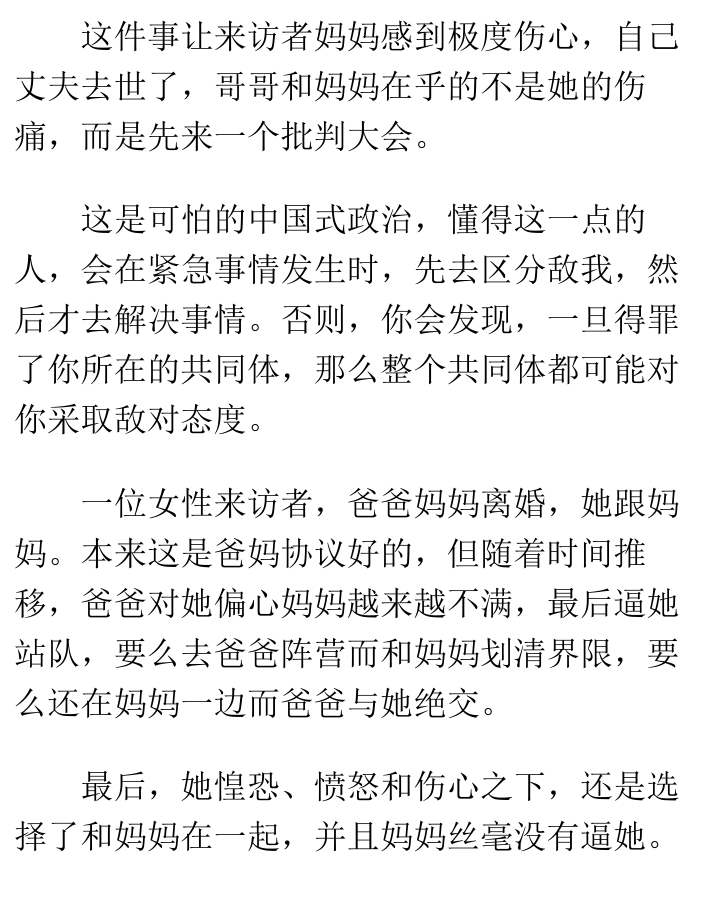 这件事让来访者妈妈感到极度伤心，自己
丈夫去世了，哥哥和妈妈在乎的不是她的伤
痛，而是先来一个批判大会。
这是可怕的中国式政治，懂得这一点的
人，会在紧急事情发生时，先去区分敌我，然
后才去解决事情。否则，你会发现，一旦得罪
了你所在的共同体，那么整个共同体都可能对
你采取敌对态度。
一位女性来访者，爸爸妈妈离婚，她跟妈
妈。本来这是爸妈协议好的，但随着时间推
移，爸爸对她偏心妈妈越来越不满，最后逼她
站队，要么去爸爸阵营而和妈妈划清界限，要
么还在妈妈一边而爸爸与她绝交。
最后，她惶恐、愤怒和伤心之下，还是选
择了和妈妈在一起，并且妈妈丝毫没有逼她。